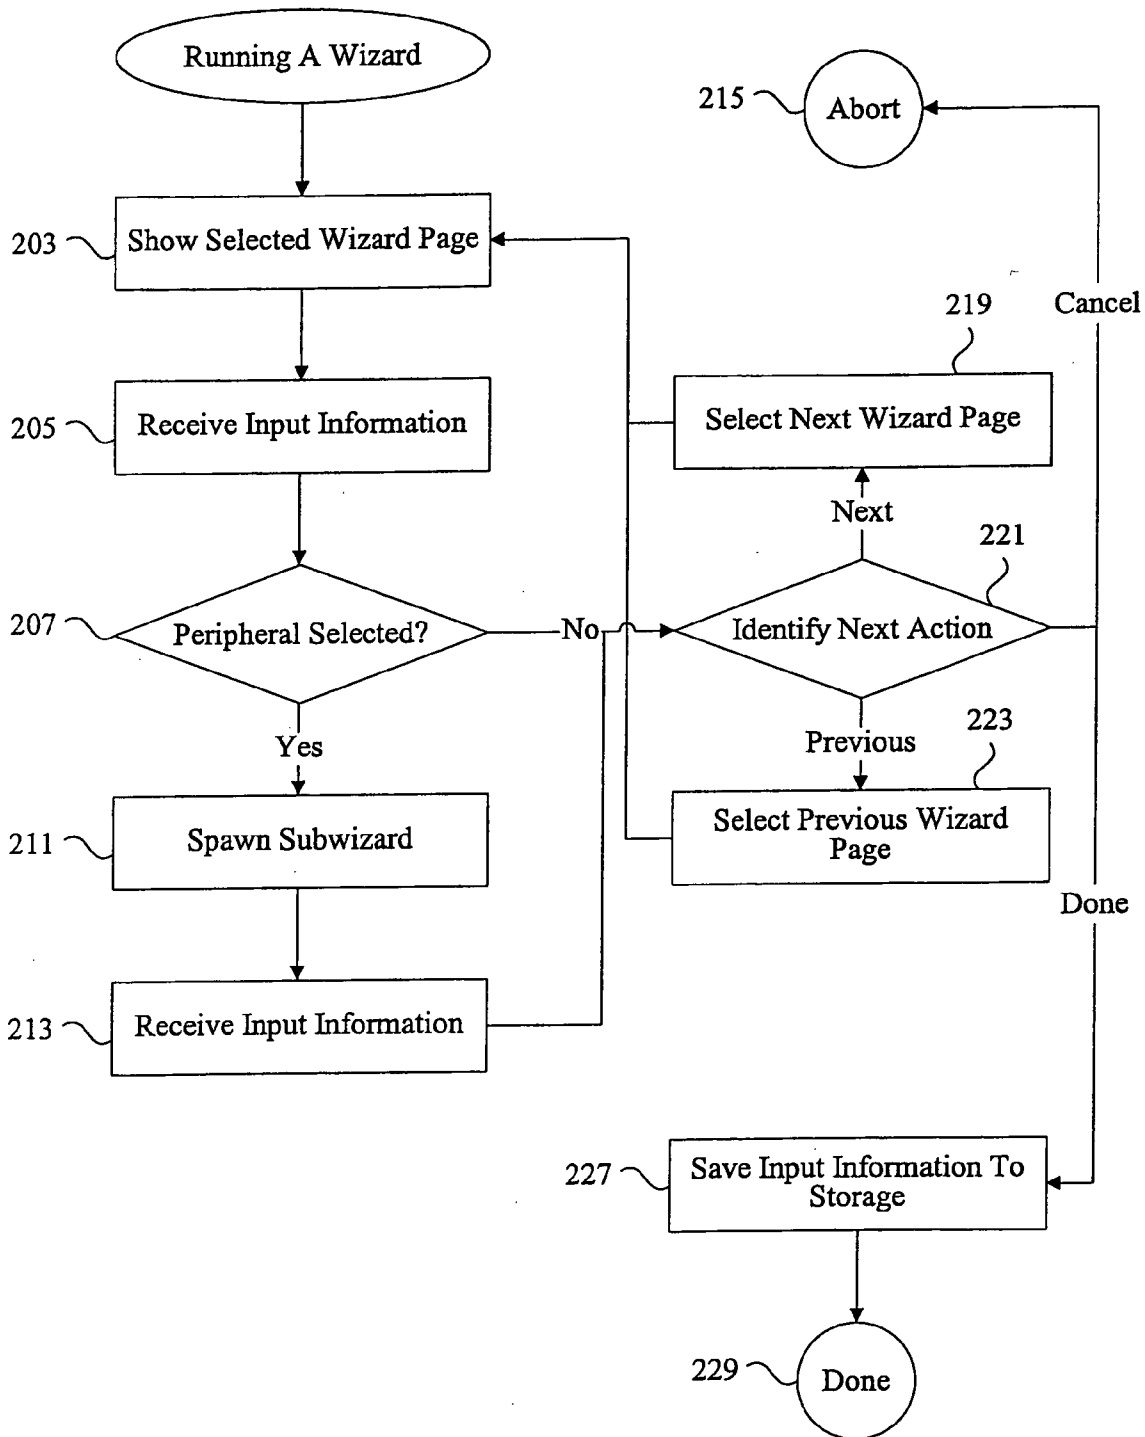 Running A Wizard
215
Abort
203
Show Selected Wizard Page
Cancel
219
205
Receive Input Information
Select Next Wizard Page
Next
221
207
Peripheral Selected?
No
Identify Next Action
Yes
Previous
223
211
Spawn Subwizard
Select Previous Wizard
Page
Done
213
Receive Input Information
227
Save Input Information To
Storage
229
Done